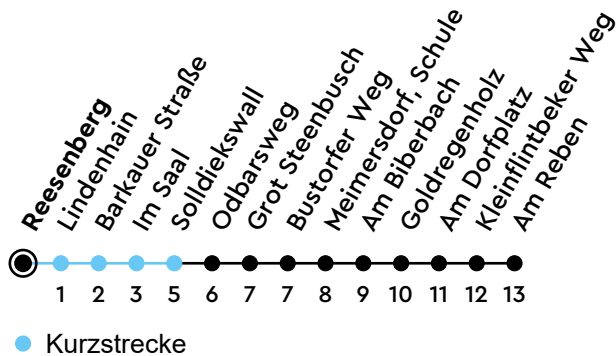 Reesenberg
Lindenhain
Barkauer Straße
Im Saal
Solldiekswall
Odbarsweg
Grot Steenbusch
Bustorfer Weg
Meimersdorf, Schule
Am Biberbach
Goldregenholz
Am Dorfplatz
Kleinflintbeker Weg
Am Reben
1 2 3 5 6 7 7 8 9 10 11 12 13
Kurzstrecke